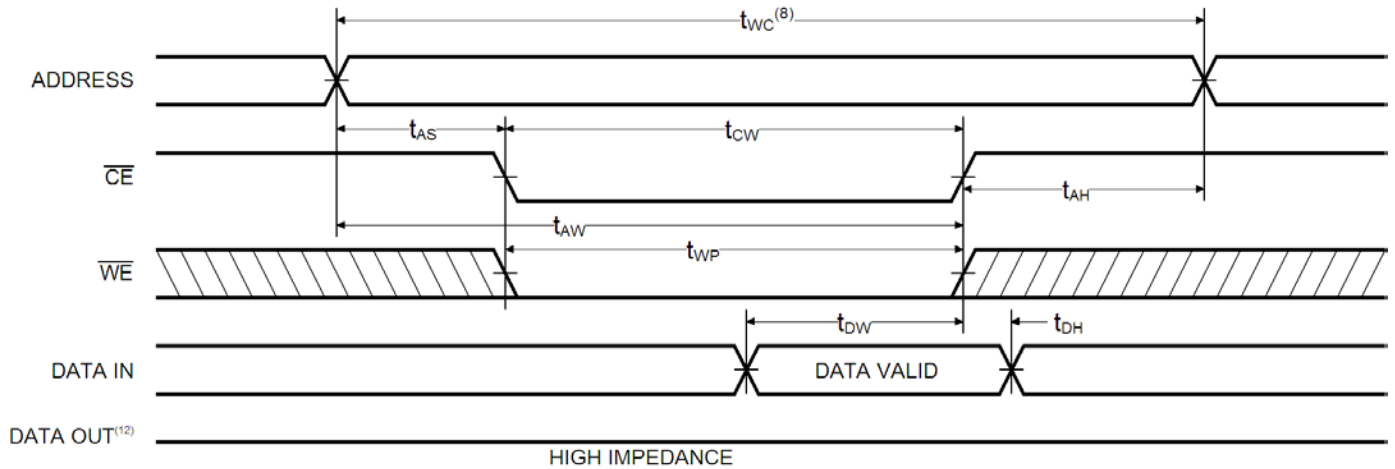 tWC(8)
ADDRESS
tAS
tCW
CE
tAH
tAW
tWP
WE
tDW
tDH
DATA IN
DATA VALID
DATA OUT(12)
HIGH IMPEDANCE